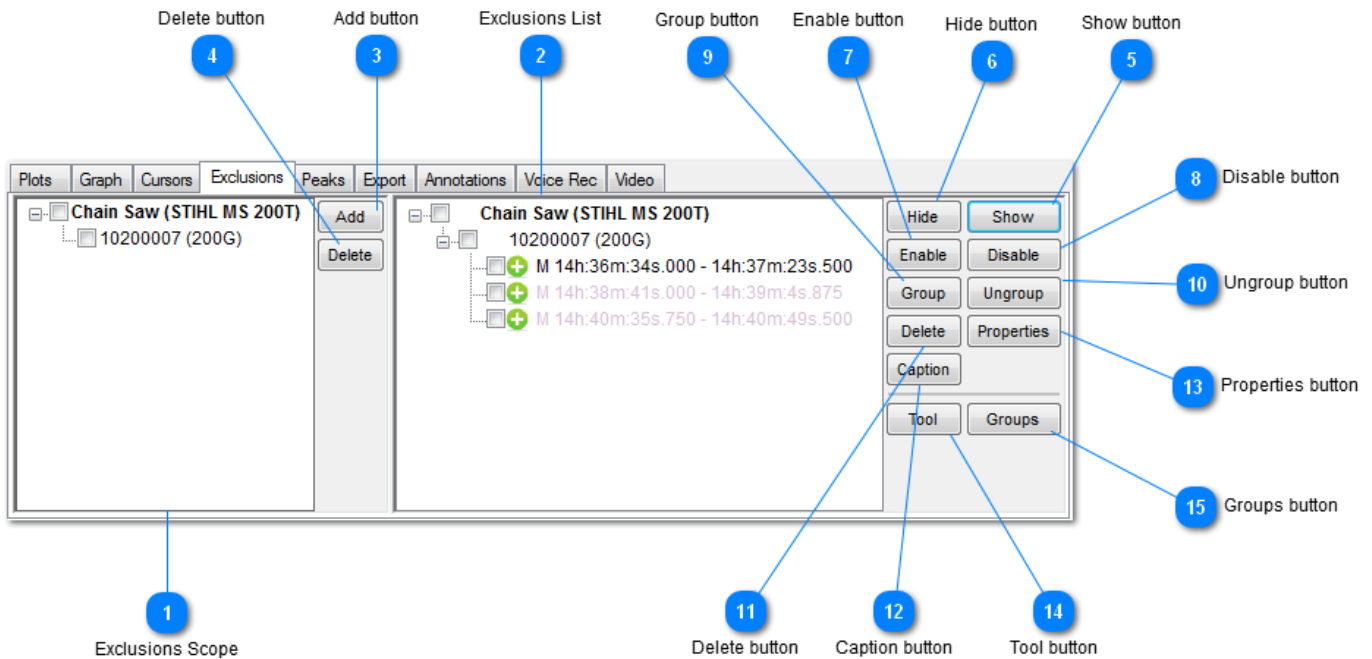 Delete button
Add button
Exclusions List
Group button
Enable button
Hide button
Show button
4
3
2
9
7
6
5
Plots Graph Cursors Exclusions Peaks Export Annotations Voice Rec Video
8 Disable button
Chain Saw (STIHL MS 200T)
10200007 (200G)
Add
Delete
Chain Saw (STIHL MS 200T)
10200007 (200G)
M 14h:36m:34s.000 - 14h:37m:23s.500
M 14h:38m:41s.000 - 14h:39m:4s.875
M 14h:40m:35s.750 - 14h:40m:49s.500
Hide Show
Enable Disable
Group Ungroup
Delete Properties
Caption
Tool Groups
10 Ungroup button
13 Properties button
15 Groups button
1
11
12
14
Exclusions Scope
Delete button
Caption button
Tool button